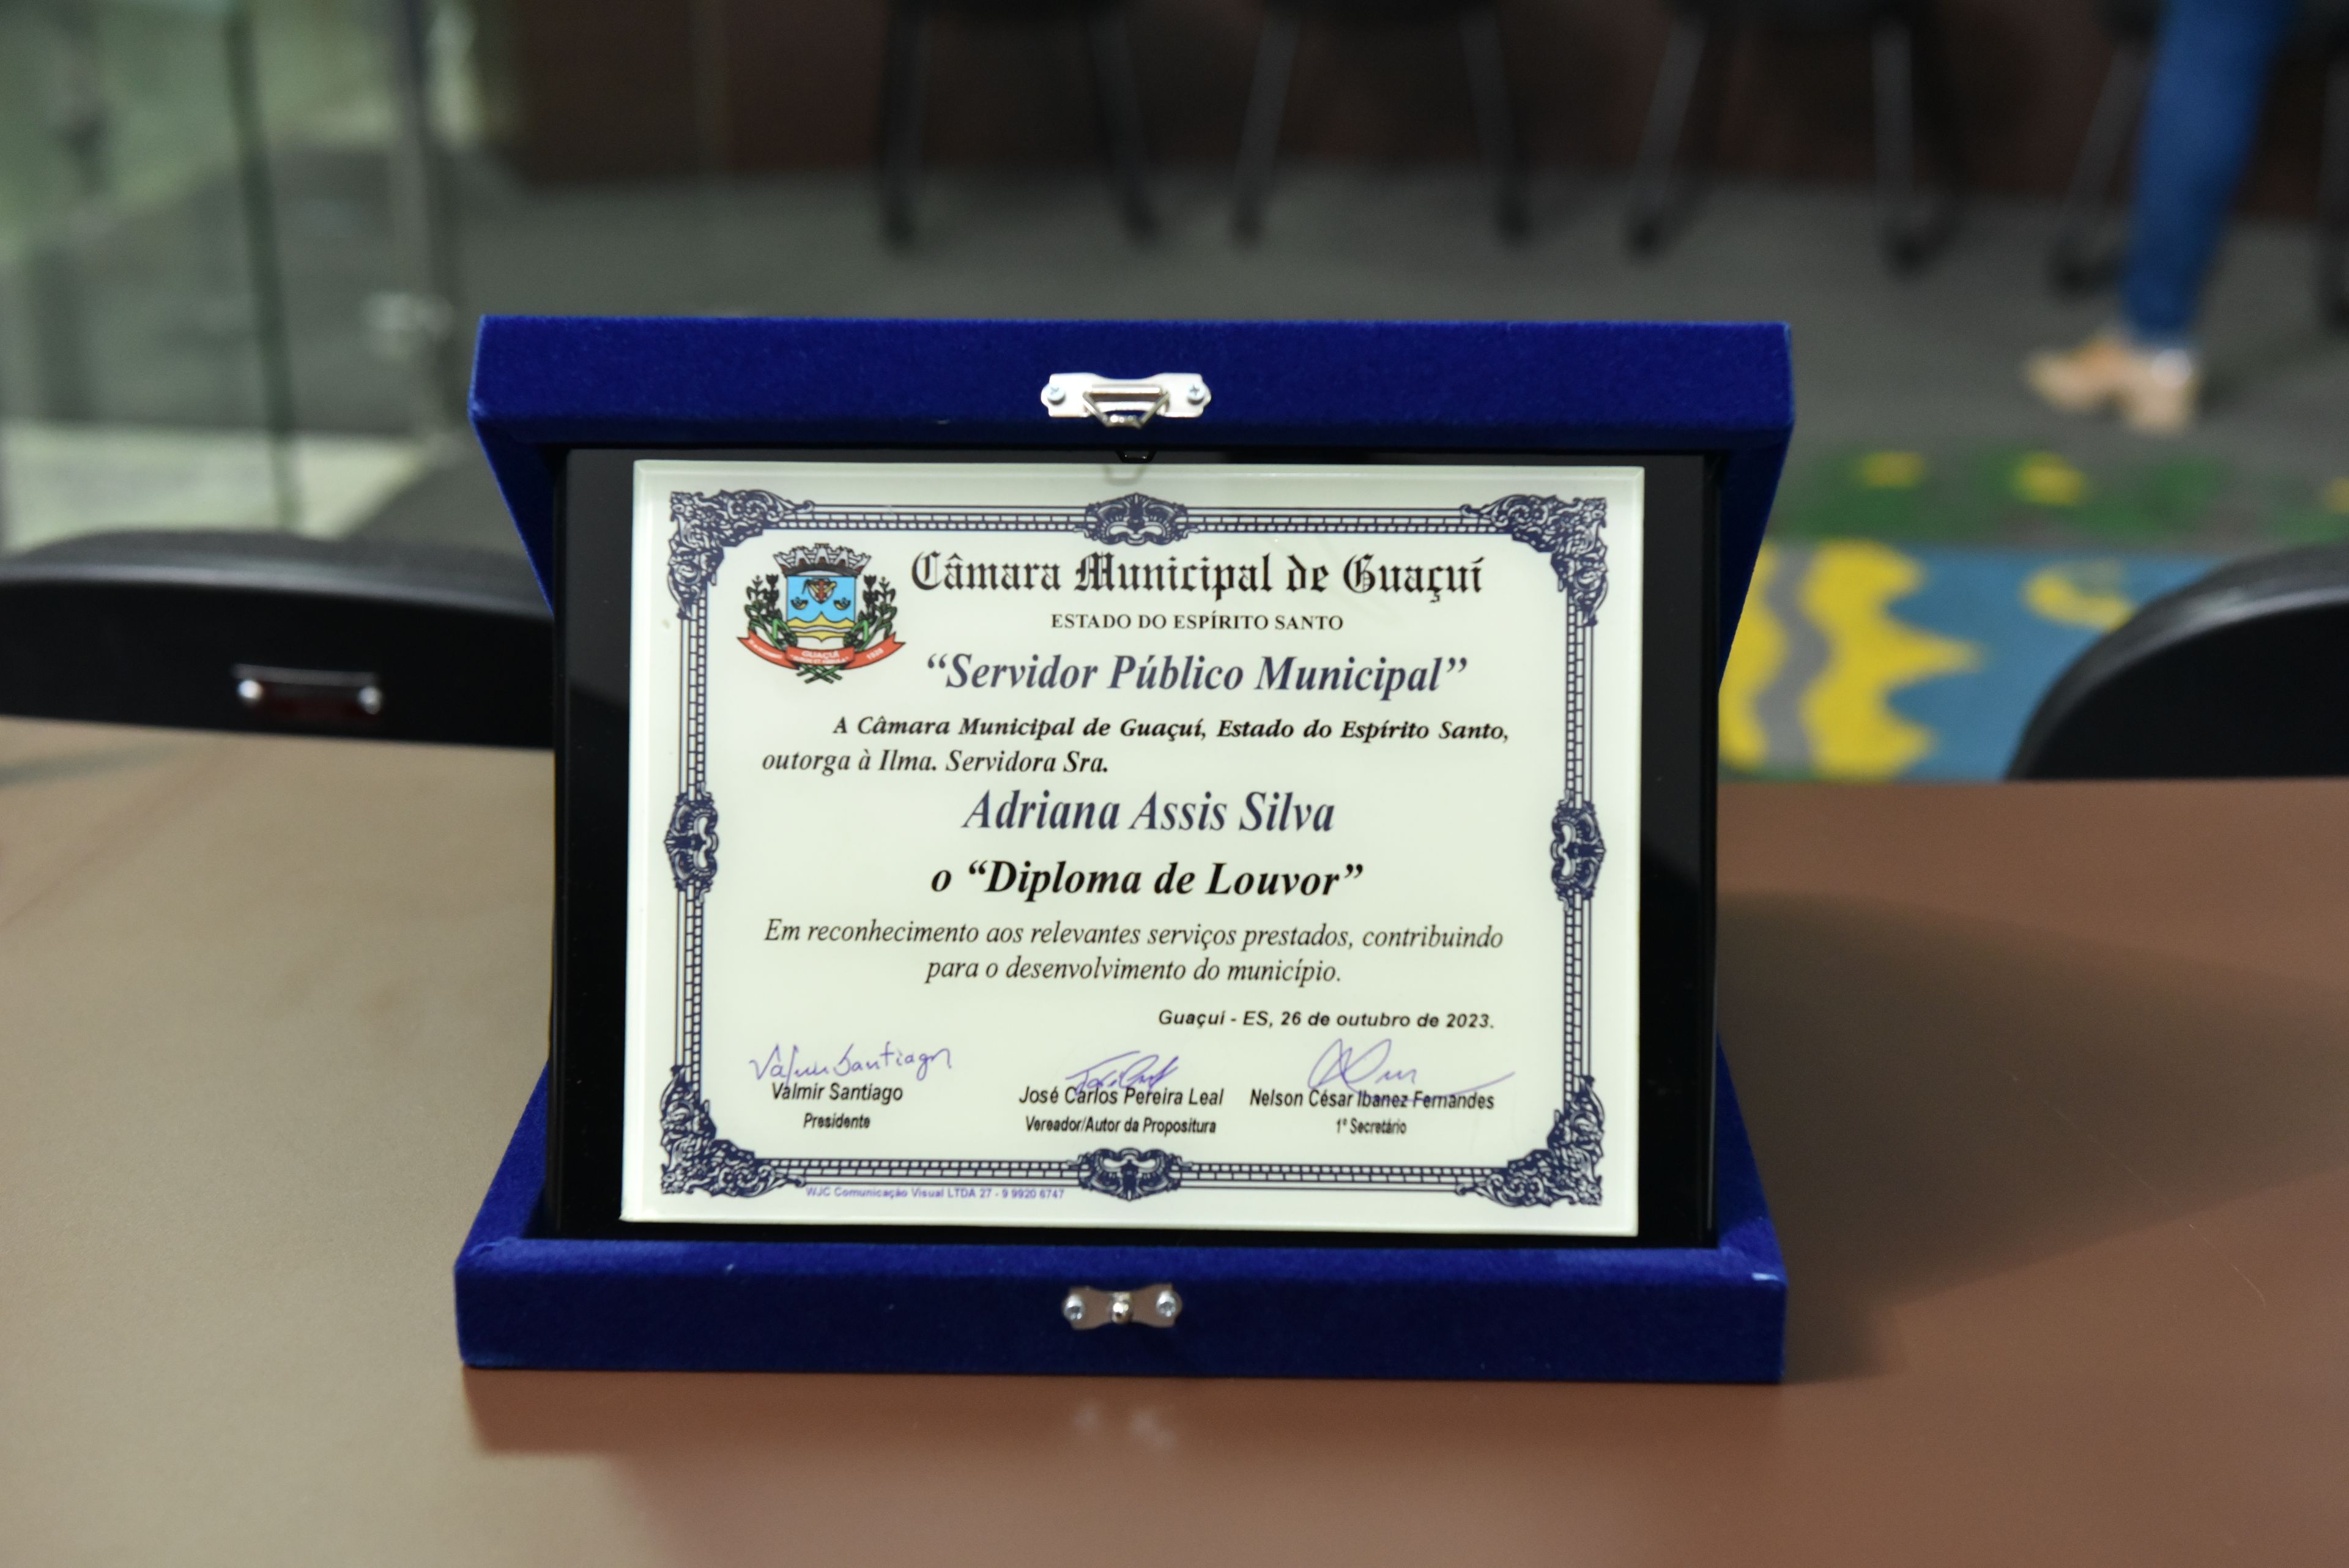 Câmara Municipal de Guaçuí
ESTADO DO ESPÍRITO SANTO
GUAÇUÍ
“Servidor Público Municipal”
A Câmara Municipal de Guaçuí, Estado do Espírito Santo,
outorga à Ilma. Servidora Sra.
Adriana Assis Silva
o “Diploma de Louvor”
Em reconhecimento aos relevantes serviços prestados, contribuindo
para o desenvolvimento do município.
Guaçuí - ES, 26 de outubro de 2023.
Valmir Santiago
Valmir Santiago
Presidente
José Carlos Pereira Leal
Vereador/Autor da Propositura
Nelson César Ibanez Fernandes
1º Secretário
WJC Comunicação Visual LTDA 27 - 9 9920 6747